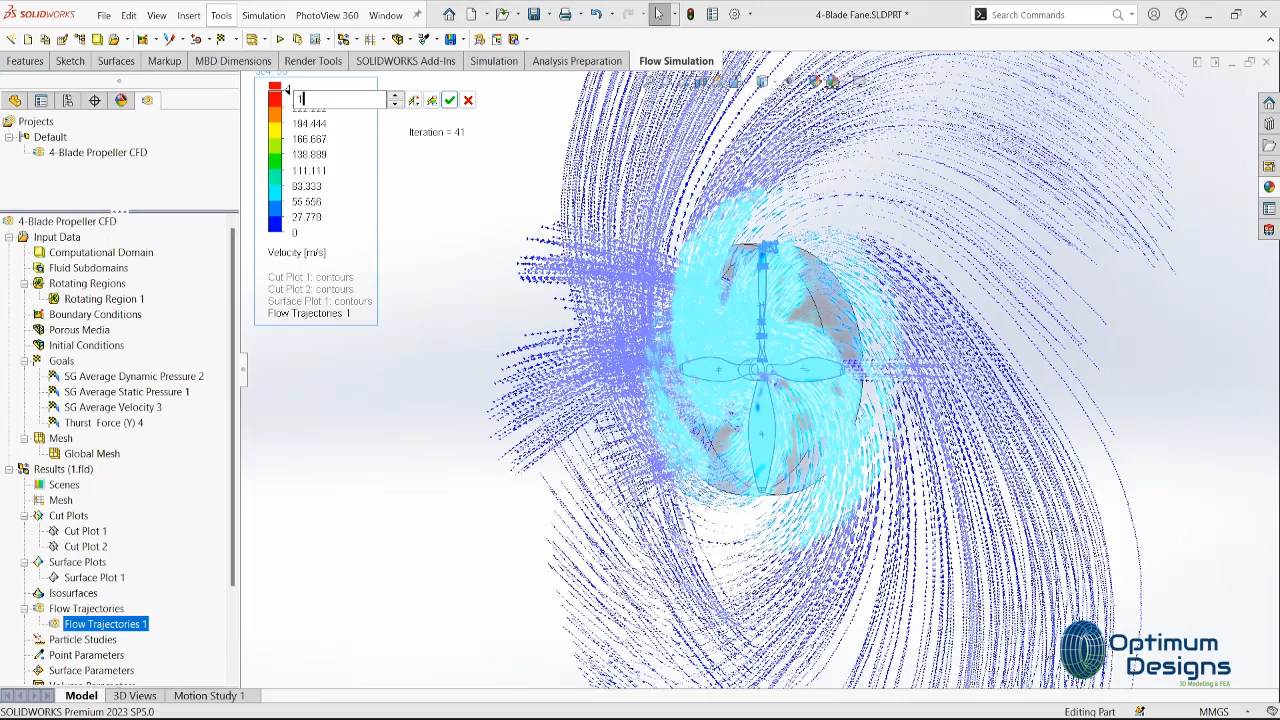 SOLIDWORKS File Edit View Insert Tools Simulation PhotoView 360 Window 4-Blade Fane.SLDPRT * Search Commands
Features Sketch Surfaces Markup MBD Dimensions Render Tools SOLIDWORKS Add-Ins Simulation Analysis Preparation Flow Simulation
1
194.444
166.667
138.889
111.111
83.333
55.556
27.778
0
Velocity [m/s]
Cut Plot 1: contours
Cut Plot 2: contours
Surface Plot 1: contours
Flow Trajectories 1
Iteration = 41
Projects
Default
4-Blade Propeller CFD
4-Blade Propeller CFD
Input Data
Computational Domain
Fluid Subdomains
Rotating Regions
Rotating Region 1
Boundary Conditions
Porous Media
Initial Conditions
Goals
SG Average Dynamic Pressure 2
SG Average Static Pressure 1
SG Average Velocity 3
Thurst Force (Y) 4
Mesh
Global Mesh
Results (1.fld)
Scenes
Mesh
Cut Plots
Cut Plot 1
Cut Plot 2
Surface Plots
Surface Plot 1
Isosurfaces
Flow Trajectories
Flow Trajectories 1
Particle Studies
Point Parameters
Surface Parameters
Optimum
Designs
3D Modeling & FEA
Model 3D Views Motion Study 1
SOLIDWORKS Premium 2023 SP5.0 Editing Part MMGS